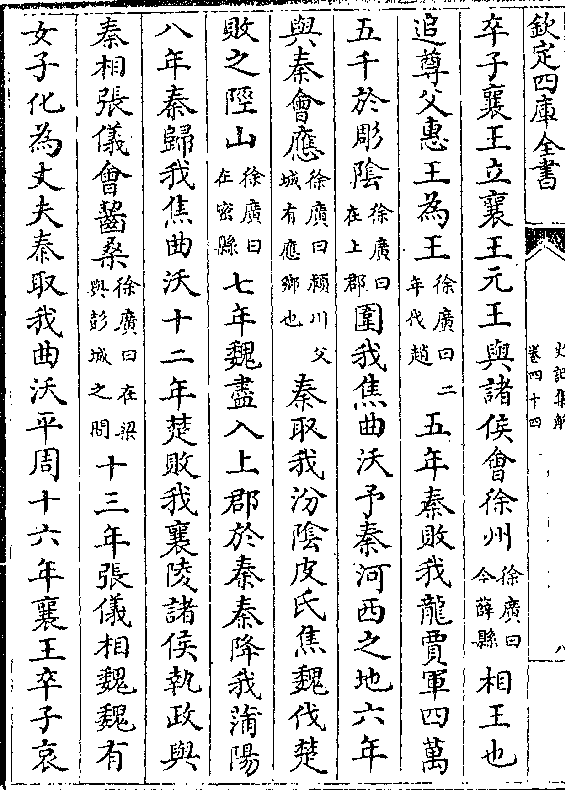 欽定四庫全書
史記集解
卷四十四
八
卒子襄王立襄王元王與諸侯會徐州徐廣曰今薛縣相王也
追尊父惠王為王徐廣曰二年代趙五年秦敗我龍賈軍四萬
五千於彫陰徐廣曰在上郡圍我焦曲沃予秦河西之地六年
與秦會應徐廣曰潁川父城有應鄉也秦取我汾陰皮氏焦魏伐楚
敗之陘山徐廣曰在密縣七年魏盡入上郡於秦秦降我蒲陽
八年秦歸我焦曲沃十二年楚敗我襄陵諸侯執政與
秦相張儀會齧桑徐廣曰在梁與彭城之間十三年張儀相魏魏有
女子化為丈夫秦取我曲沃平周十六年襄王卒子哀